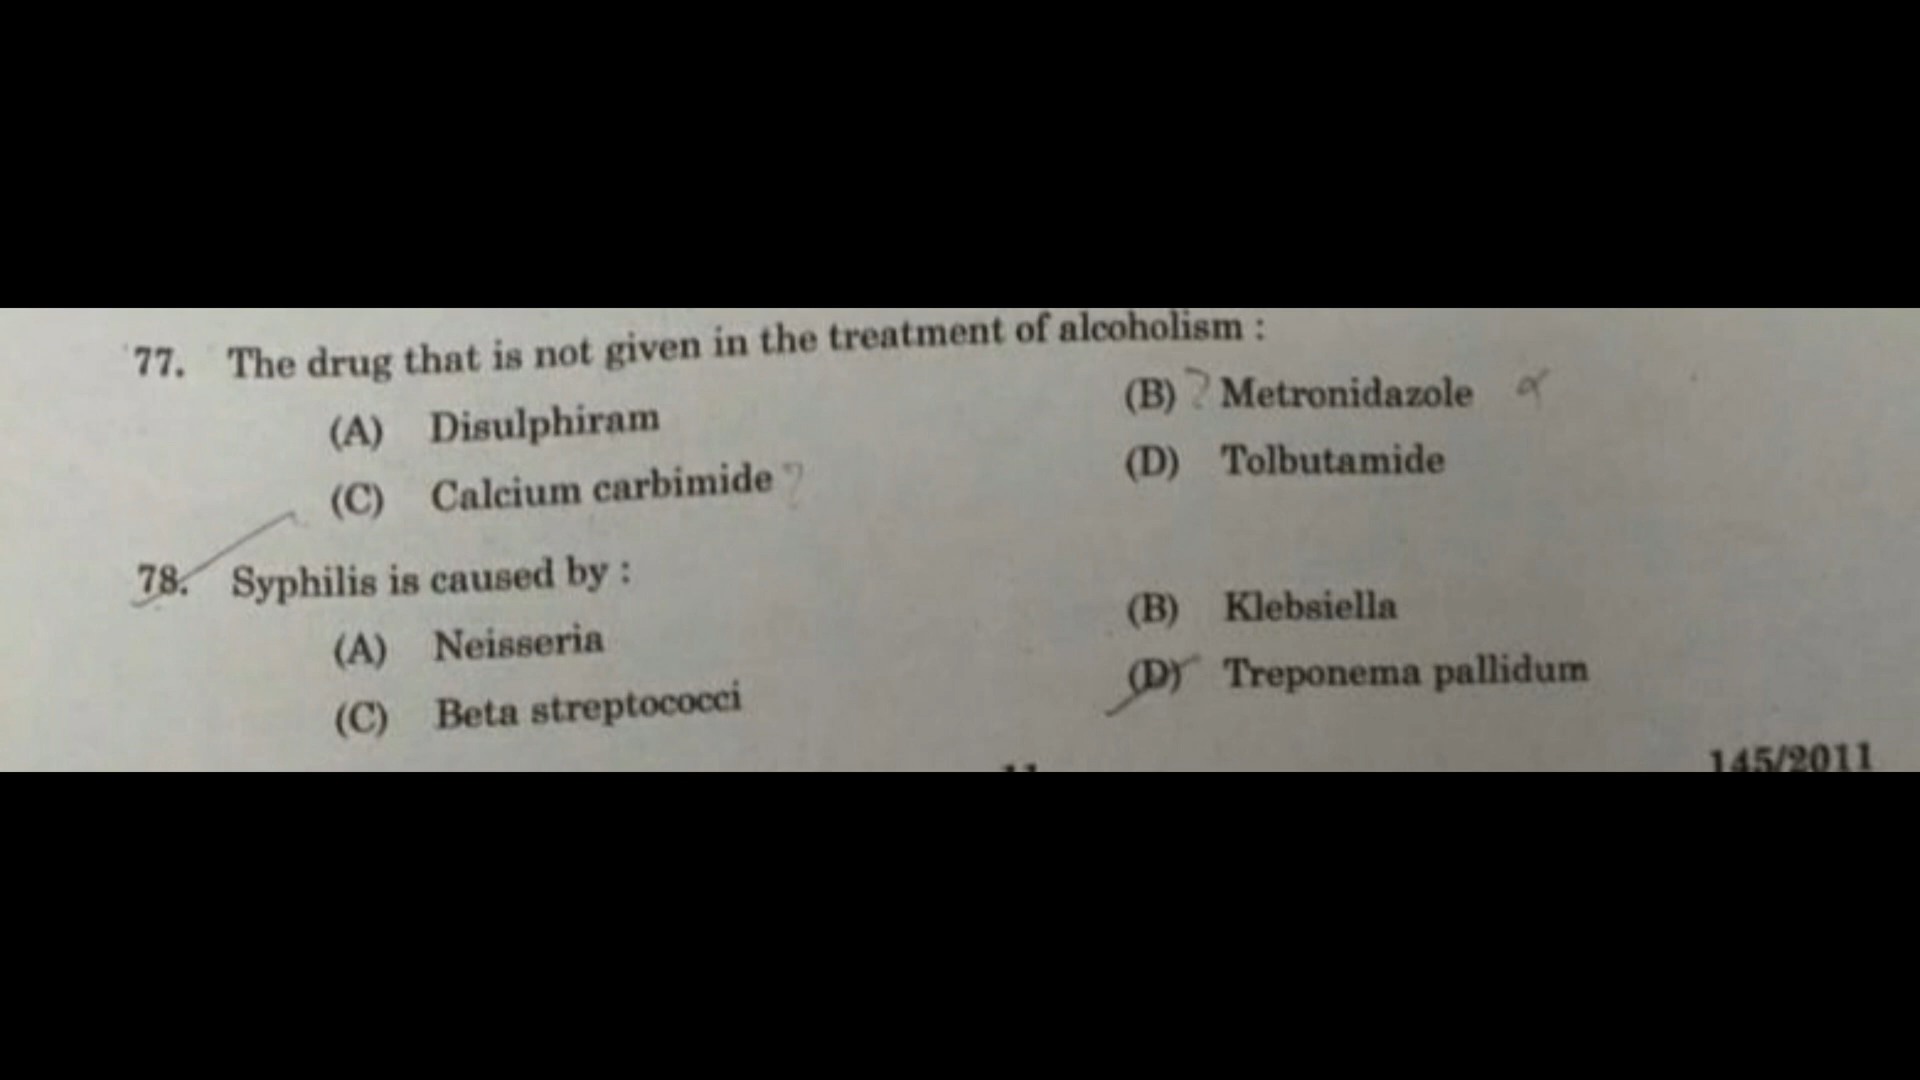 77. The drug that is not given in the treatment of alcoholism :
(A) Disulphiram (B) ? Metronidazole
(C) Calcium carbimide ? (D) Tolbutamide
78. Syphilis is caused by :
(A) Neisseria (B) Klebsiella
(C) Beta streptococci (D) Treponema pallidum
145/2011